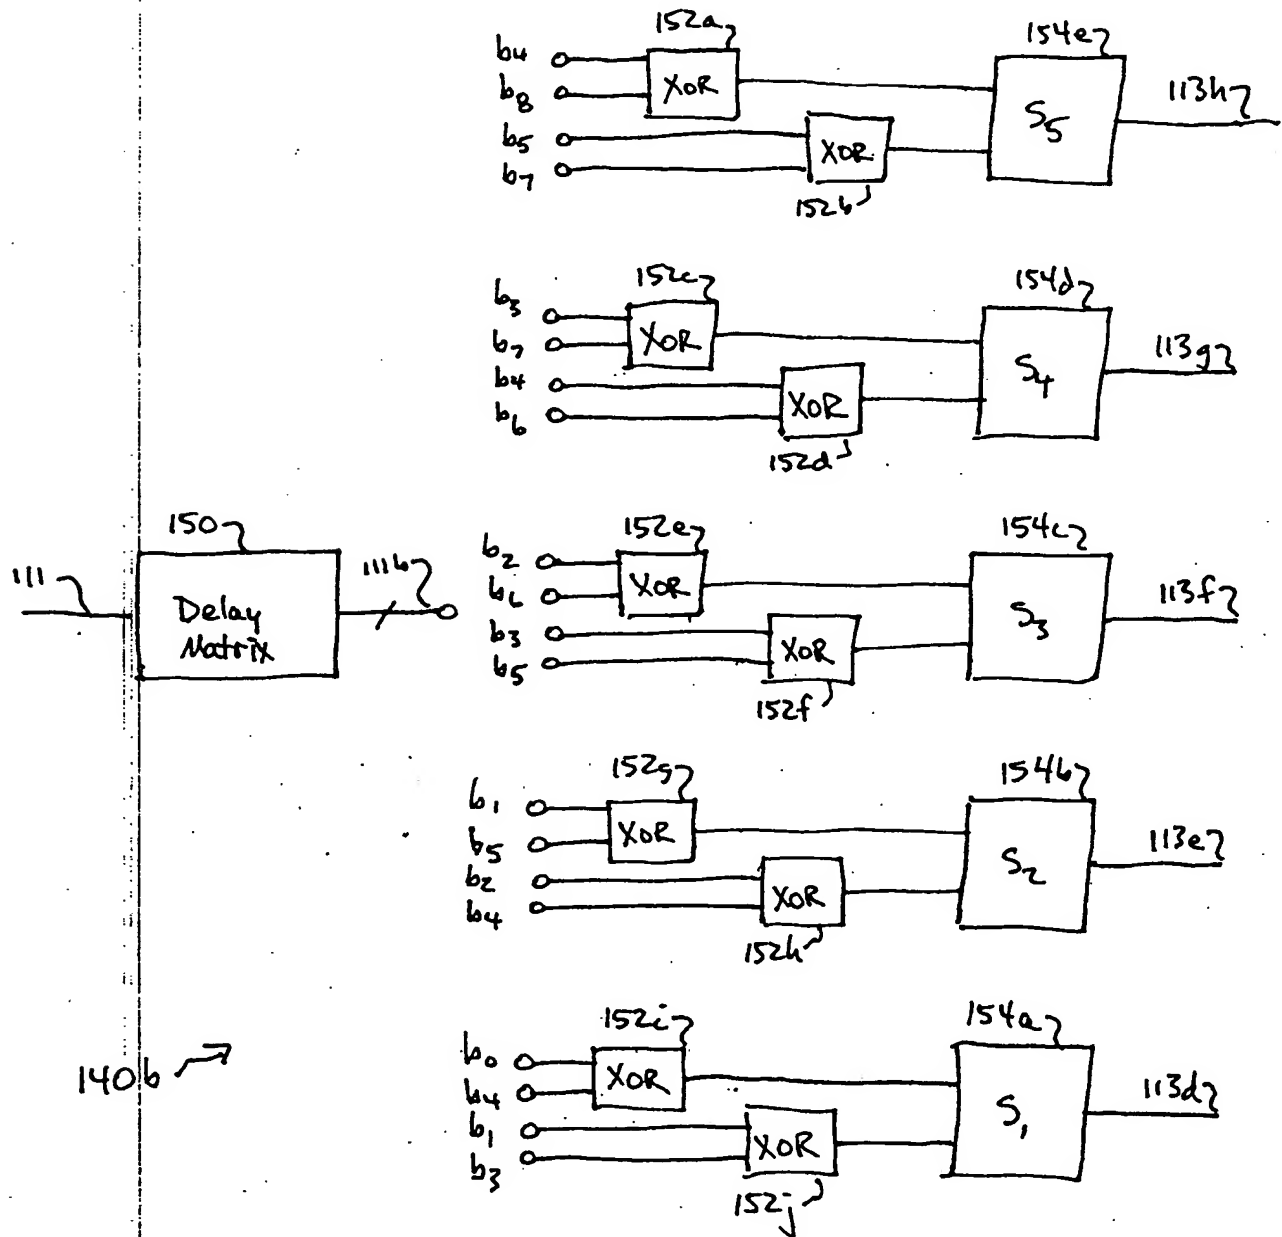 152a
154e
b4
b8
XOR
S5
113h
b5
b7
XOR
152b
152c
154d
b3
b7
XOR
S4
113g
b4
b6
XOR
152d
150
152e
154c
111
Delay
Matrix
111b
b2
b6
XOR
S3
113f
b3
b5
XOR
152f
152g
154b
b1
b5
XOR
S2
113e
b2
b4
XOR
152h
152i
154a
140b
b0
b4
XOR
S1
113d
b1
b3
XOR
152j